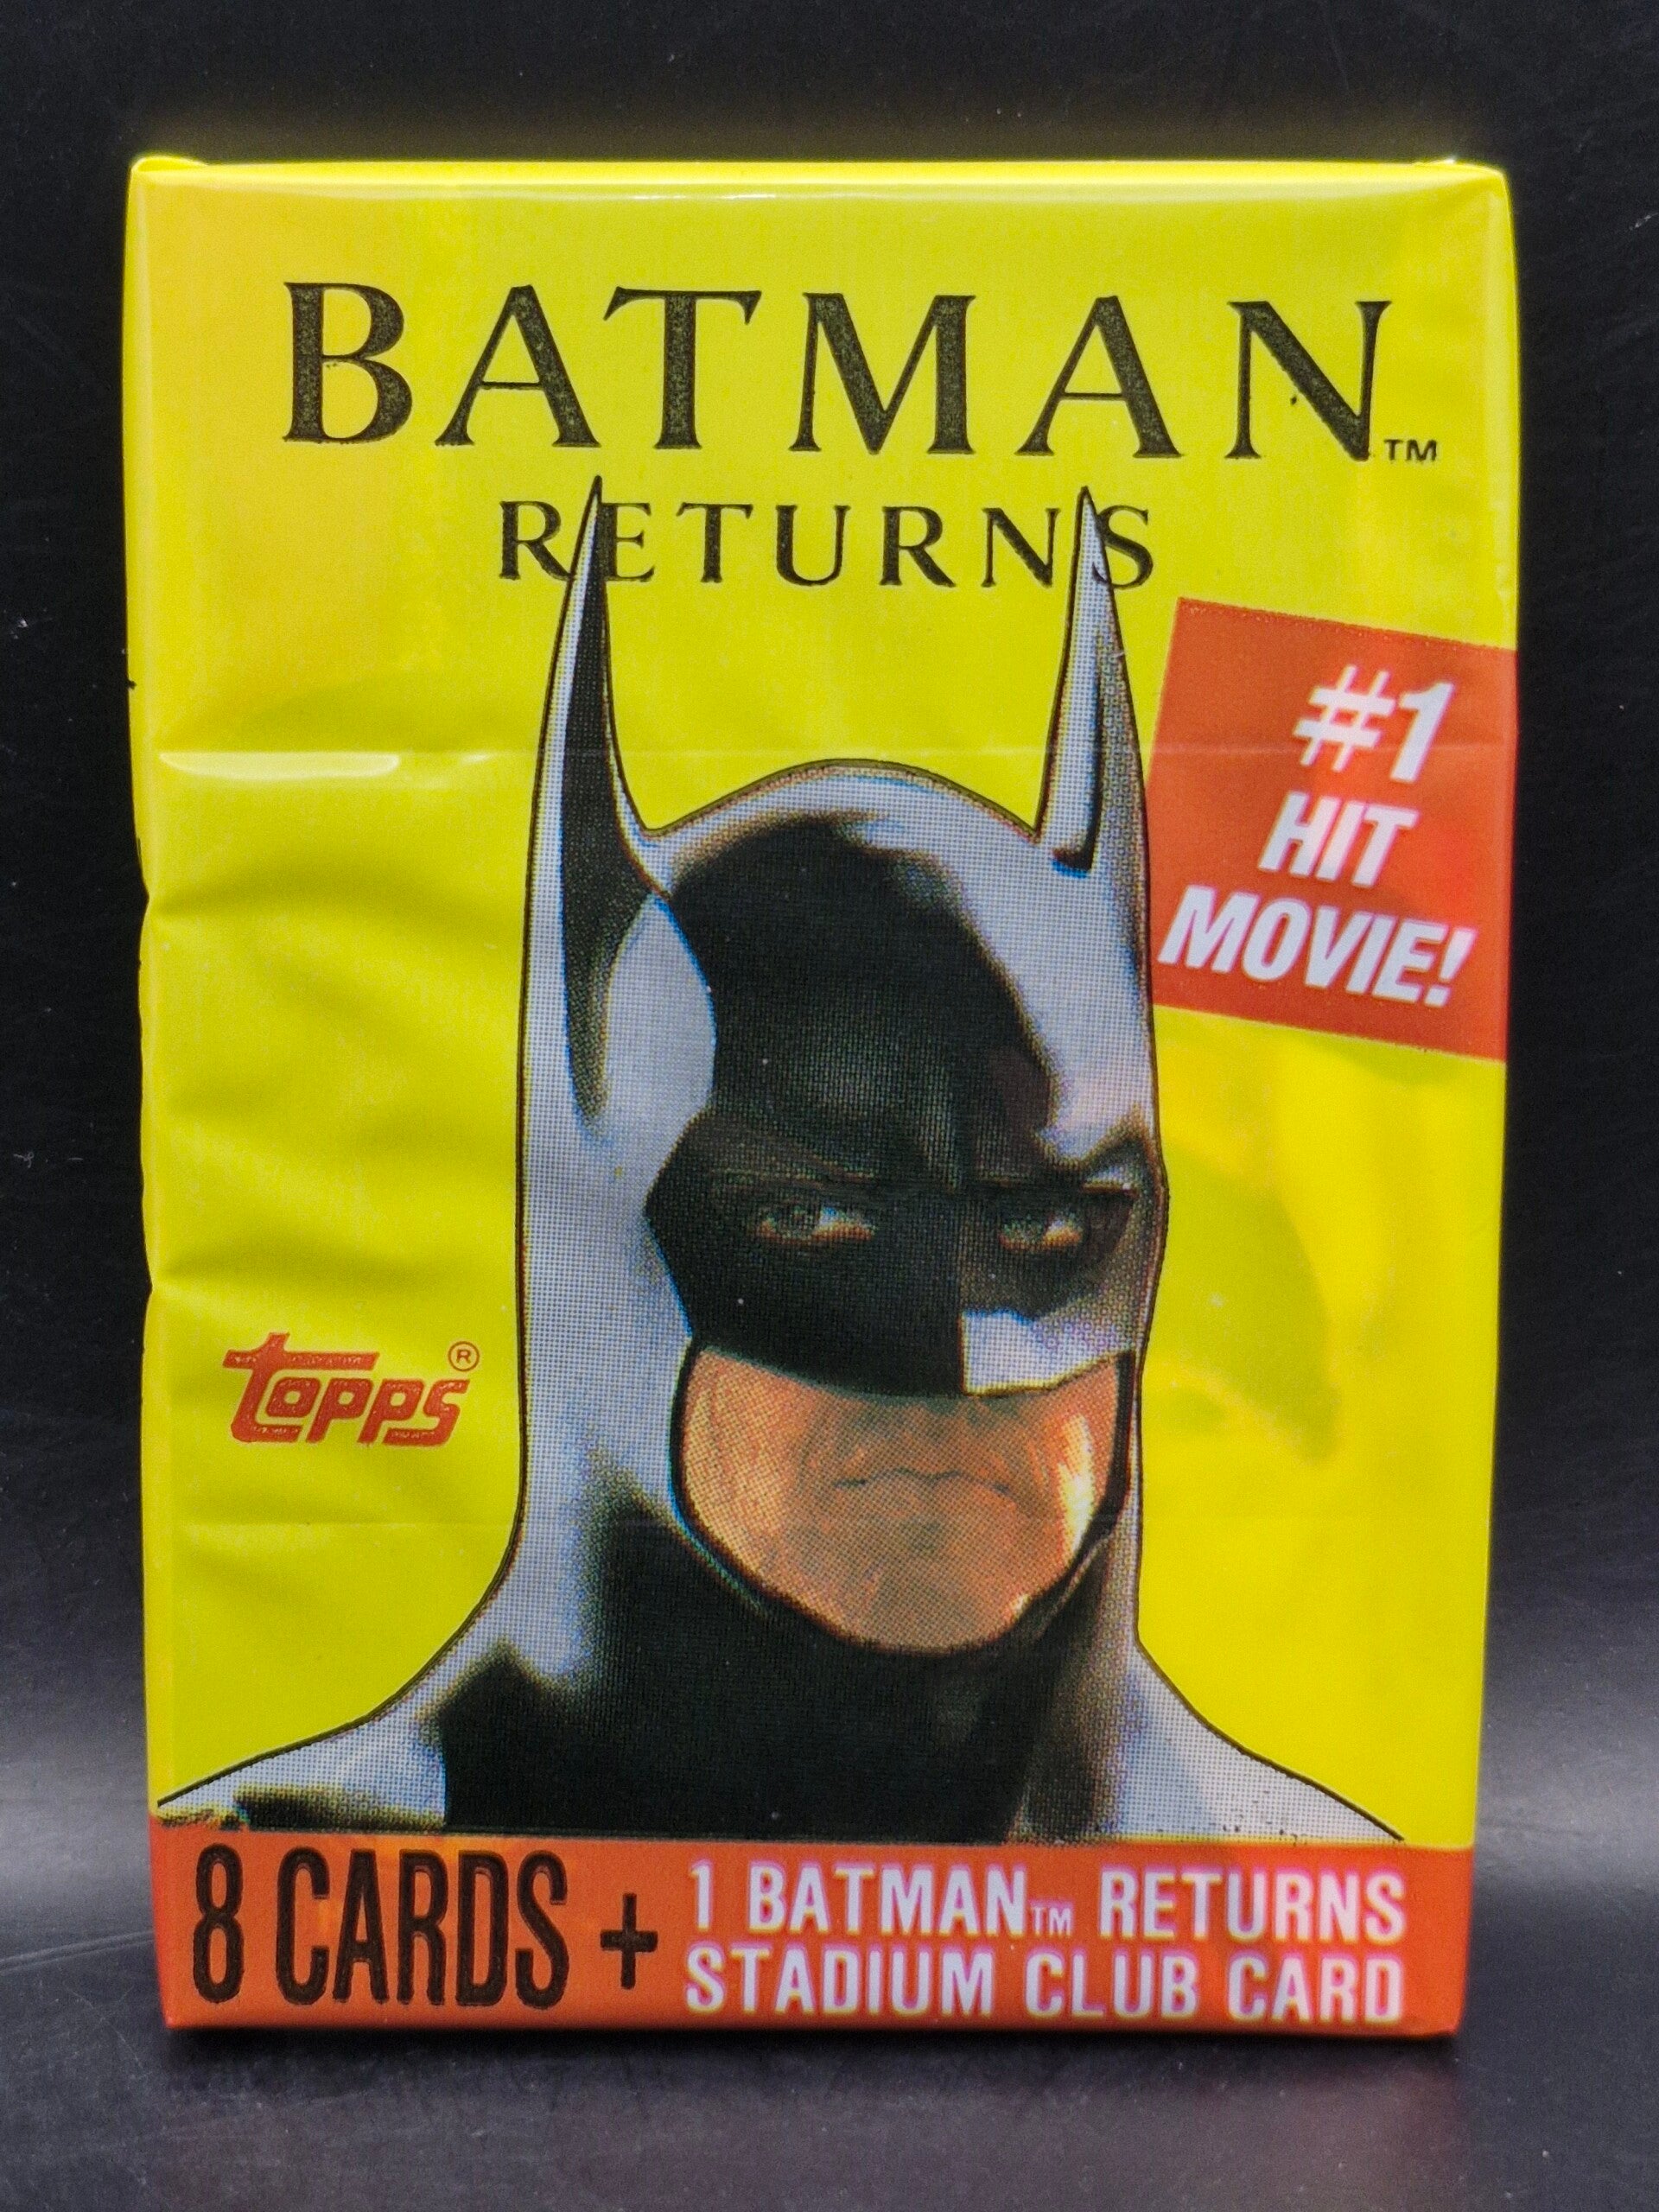 BATMAN™
RETURNS
#1
HIT
MOVIE!
topps®
8 CARDS +
1 BATMAN™ RETURNS
STADIUM CLUB CARD